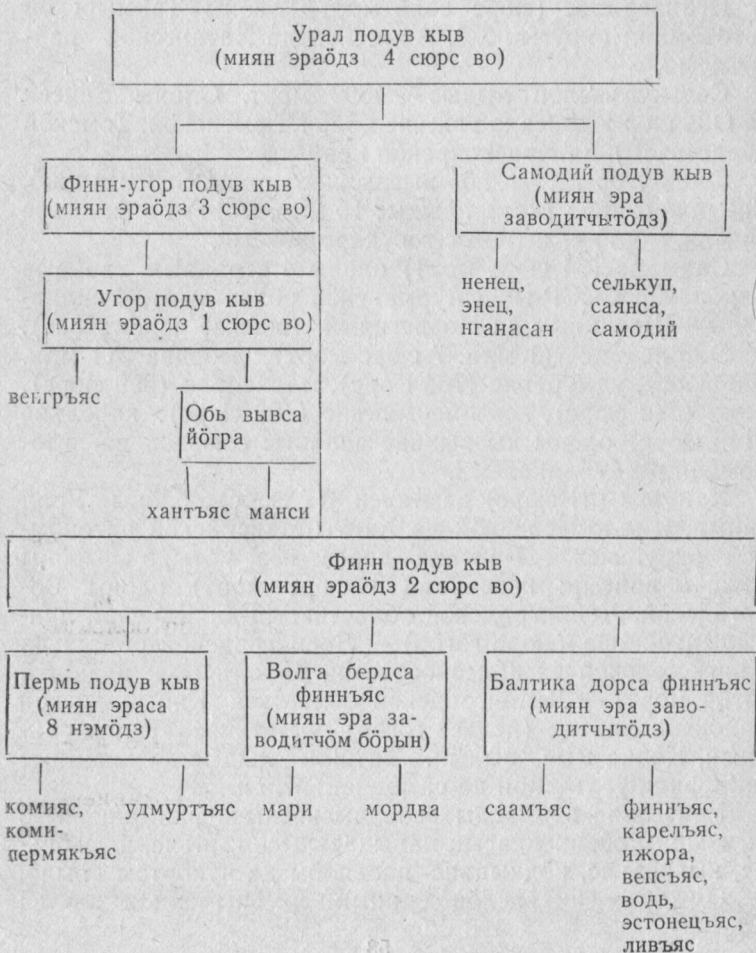 Урал подув кыв
(миян эраӧдз 4 сюрс во)
Финн-угор подув кыв
(миян эраӧдз 3 сюрс во)
Самодий подув кыв
(миян эра
заводитчытӧдз)
Угор подув кыв
(миян эраӧдз 1 сюрс во)
ненец,
энец,
нганасан
селькуп,
саянса,
самодий
венгръяс
Обь вывса
йӧгра
хантъяс манси
Финн подув кыв
(миян эраӧдз 2 сюрс во)
Пермь подув кыв
(миян эраса
8 нэмӧдз)
Волга бердса
финнъяс
(миян эра за-
водитчӧм бӧрын)
Балтика дорса финнъяс
(миян эра заво-
дитчытӧдз)
комияс,
коми-
пермякъяс
удмуртъяс
мари
мордва
саамъяс
финнъяс,
карелъяс,
ижора,
вепсъяс,
водь,
эстонецъяс,
ливъяс